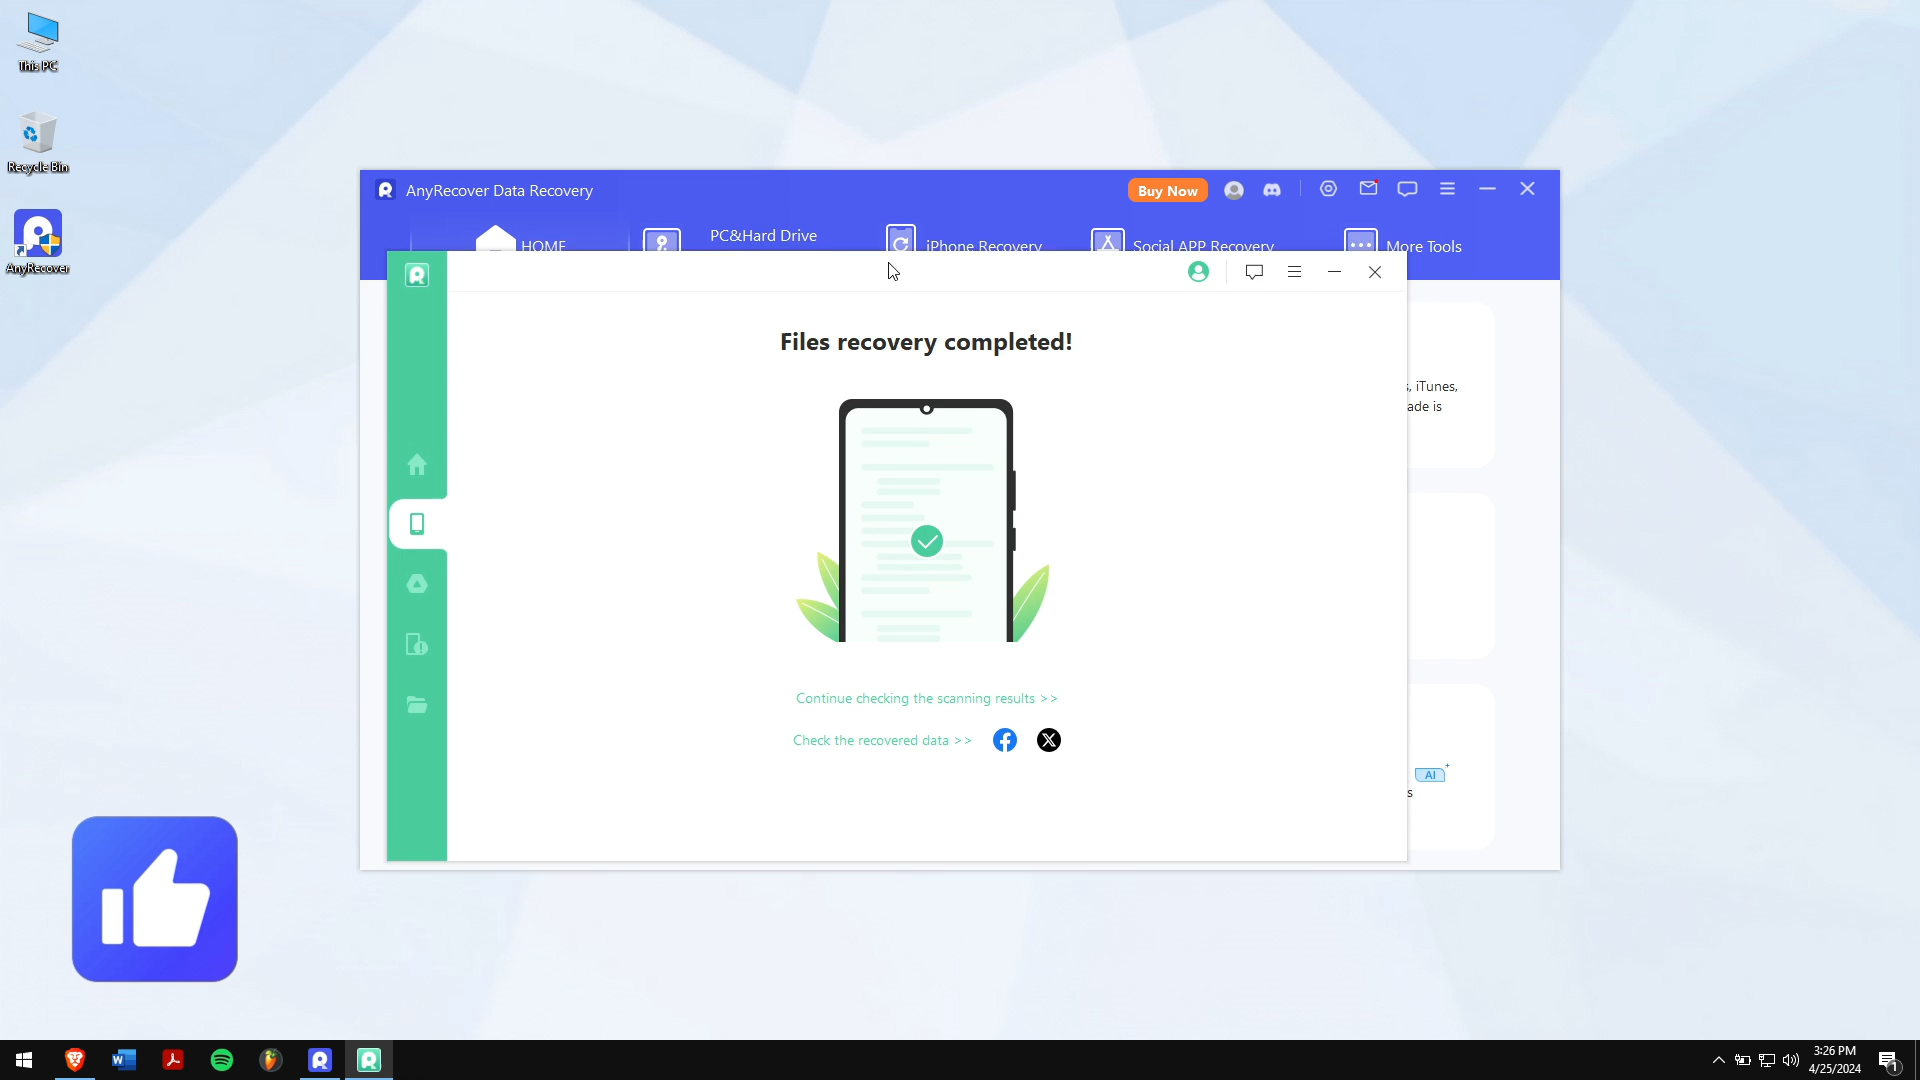 This PC
Recycle Bin
AnyRecover
AnyRecover Data Recovery
Buy Now
HOME
PC&Hard Drive
iPhone Recovery
Social APP Recovery
More Tools
Files recovery completed!
, iTunes,
ade is
Continue checking the scanning results >>
Check the recovered data >>
AI
s
3:26 PM
4/25/2024
1